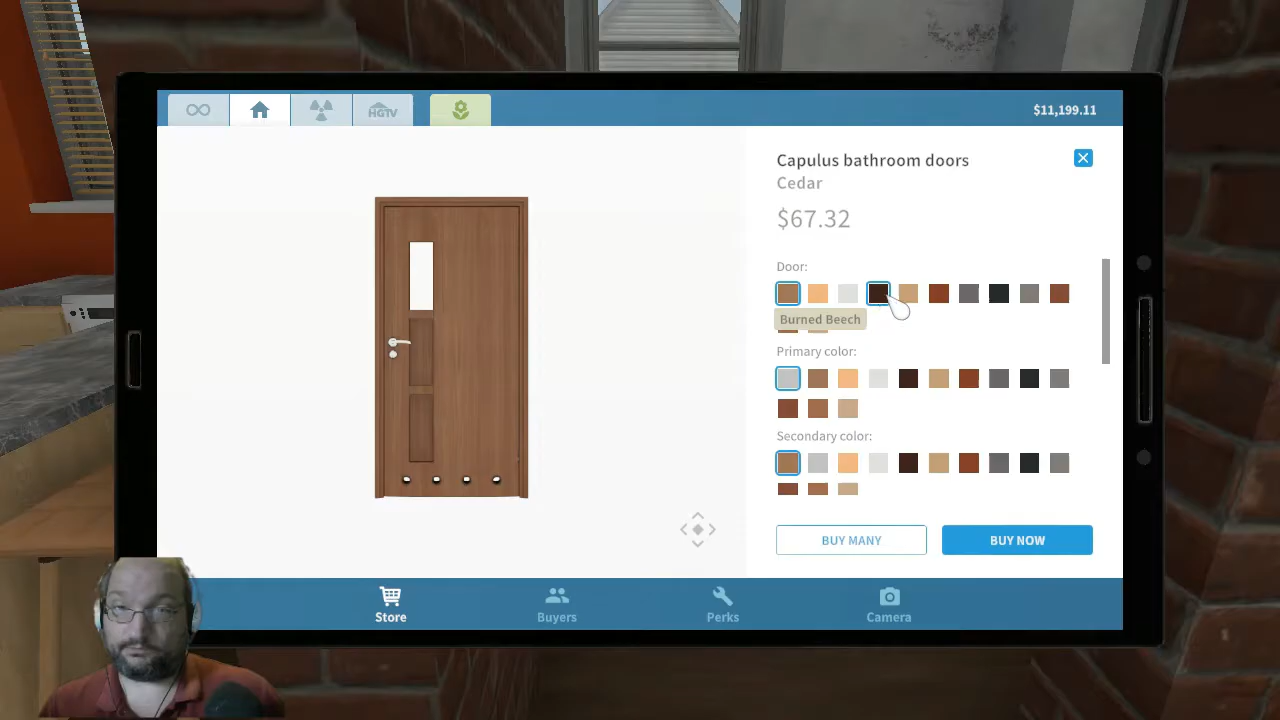 HGTV
$11,199.11
Capulus bathroom doors
Cedar
$67.32
Door:
Burned Beech
Primary color:
Secondary color:
BUY MANY
BUY NOW
Store
Buyers
Perks
Camera